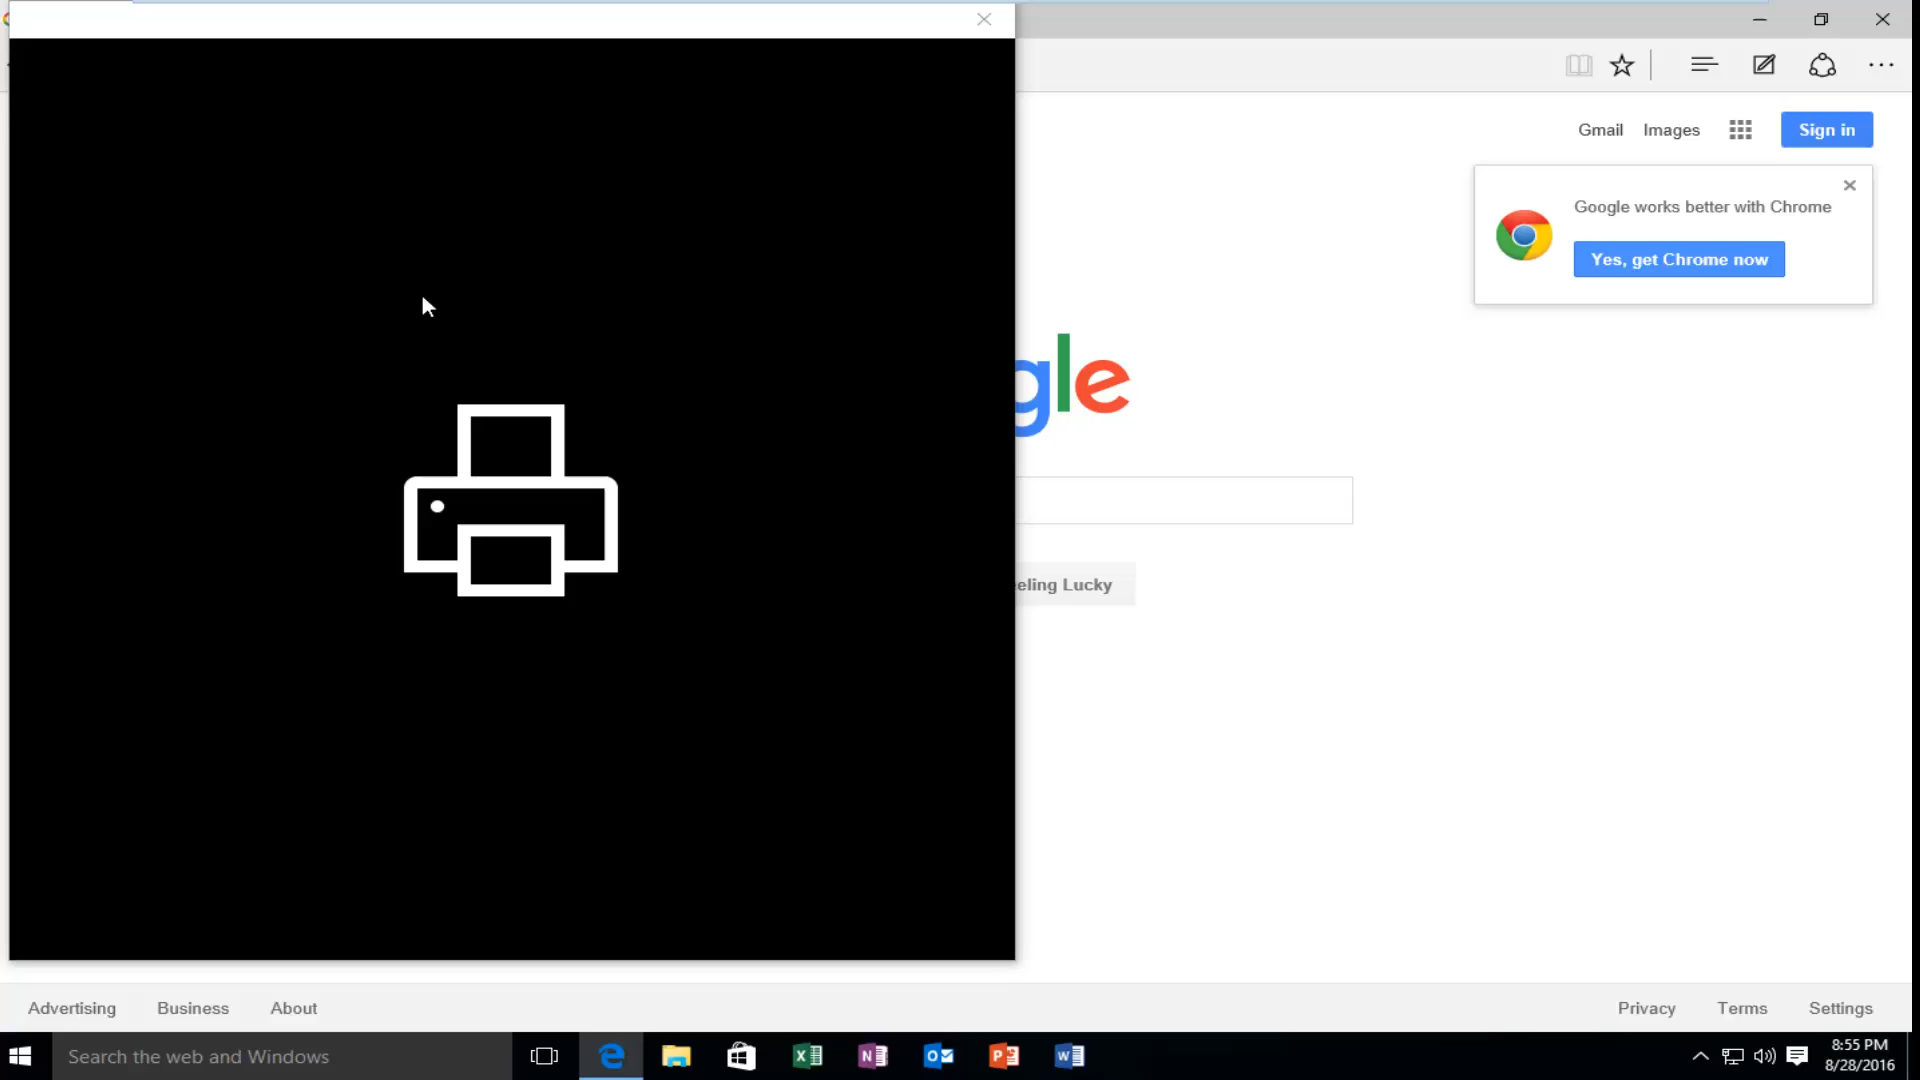 Gmail Images Sign in
Google works better with Chrome
Yes, get Chrome now
gle
eling Lucky
Advertising Business About Privacy Terms Settings
Search the web and Windows
8:55 PM
8/28/2016